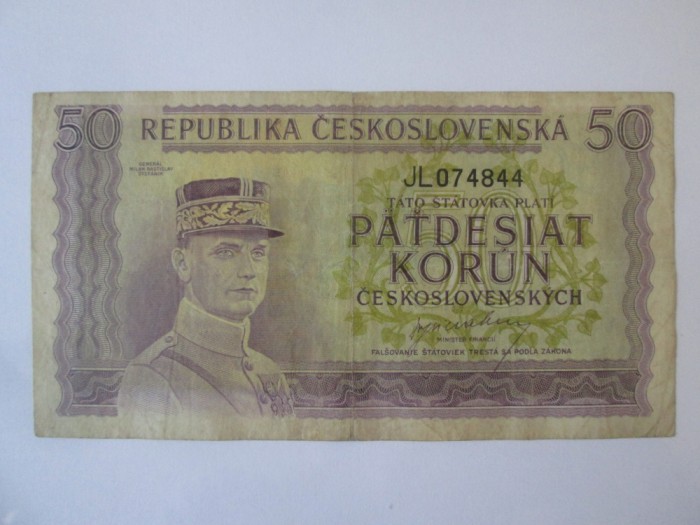 50 REPUBLIKA ČESKOSLOVENSKÁ 50
GENERÁL
MILAN RASTISLAV
ŠTEFÁNIK
JL074844
TÁTO ŠTÁTOVKA PLATÍ
50
PÄŤDESIAT
KORÚN
ČESKOSLOVENSKÝCH
MINISTER FINANCIÍ
FALŠOVANIE ŠTÁTOVIEK TRESTÁ SA PODĽA ZÁKONA